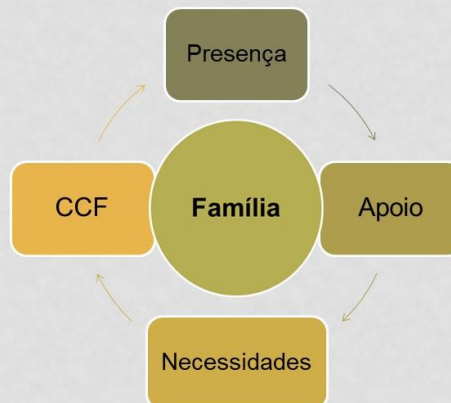 Presença
CCF
Família
Apoio
Necessidades